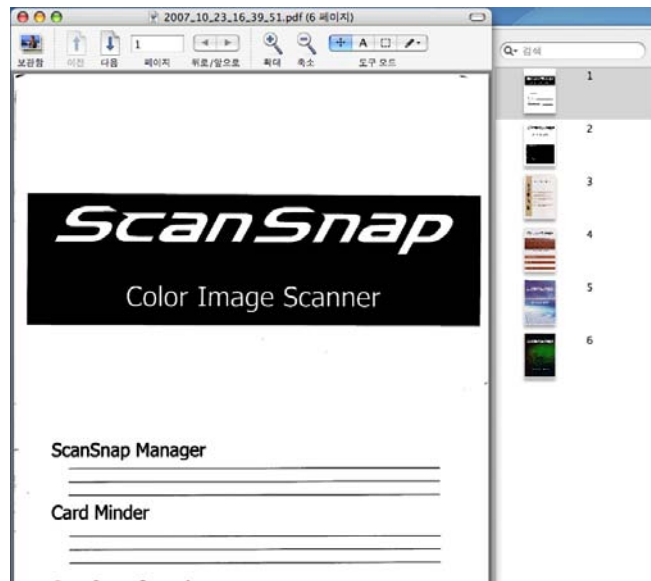 2007_10_23_16_39_51.pdf (6 페이지)
1
보관함 이전 다음 페이지 뒤로/앞으로 확대 축소 도구 모드
검색
ScanSnap
Color Image Scanner
ScanSnap Manager
Card Minder
1
2
3
4
5
6